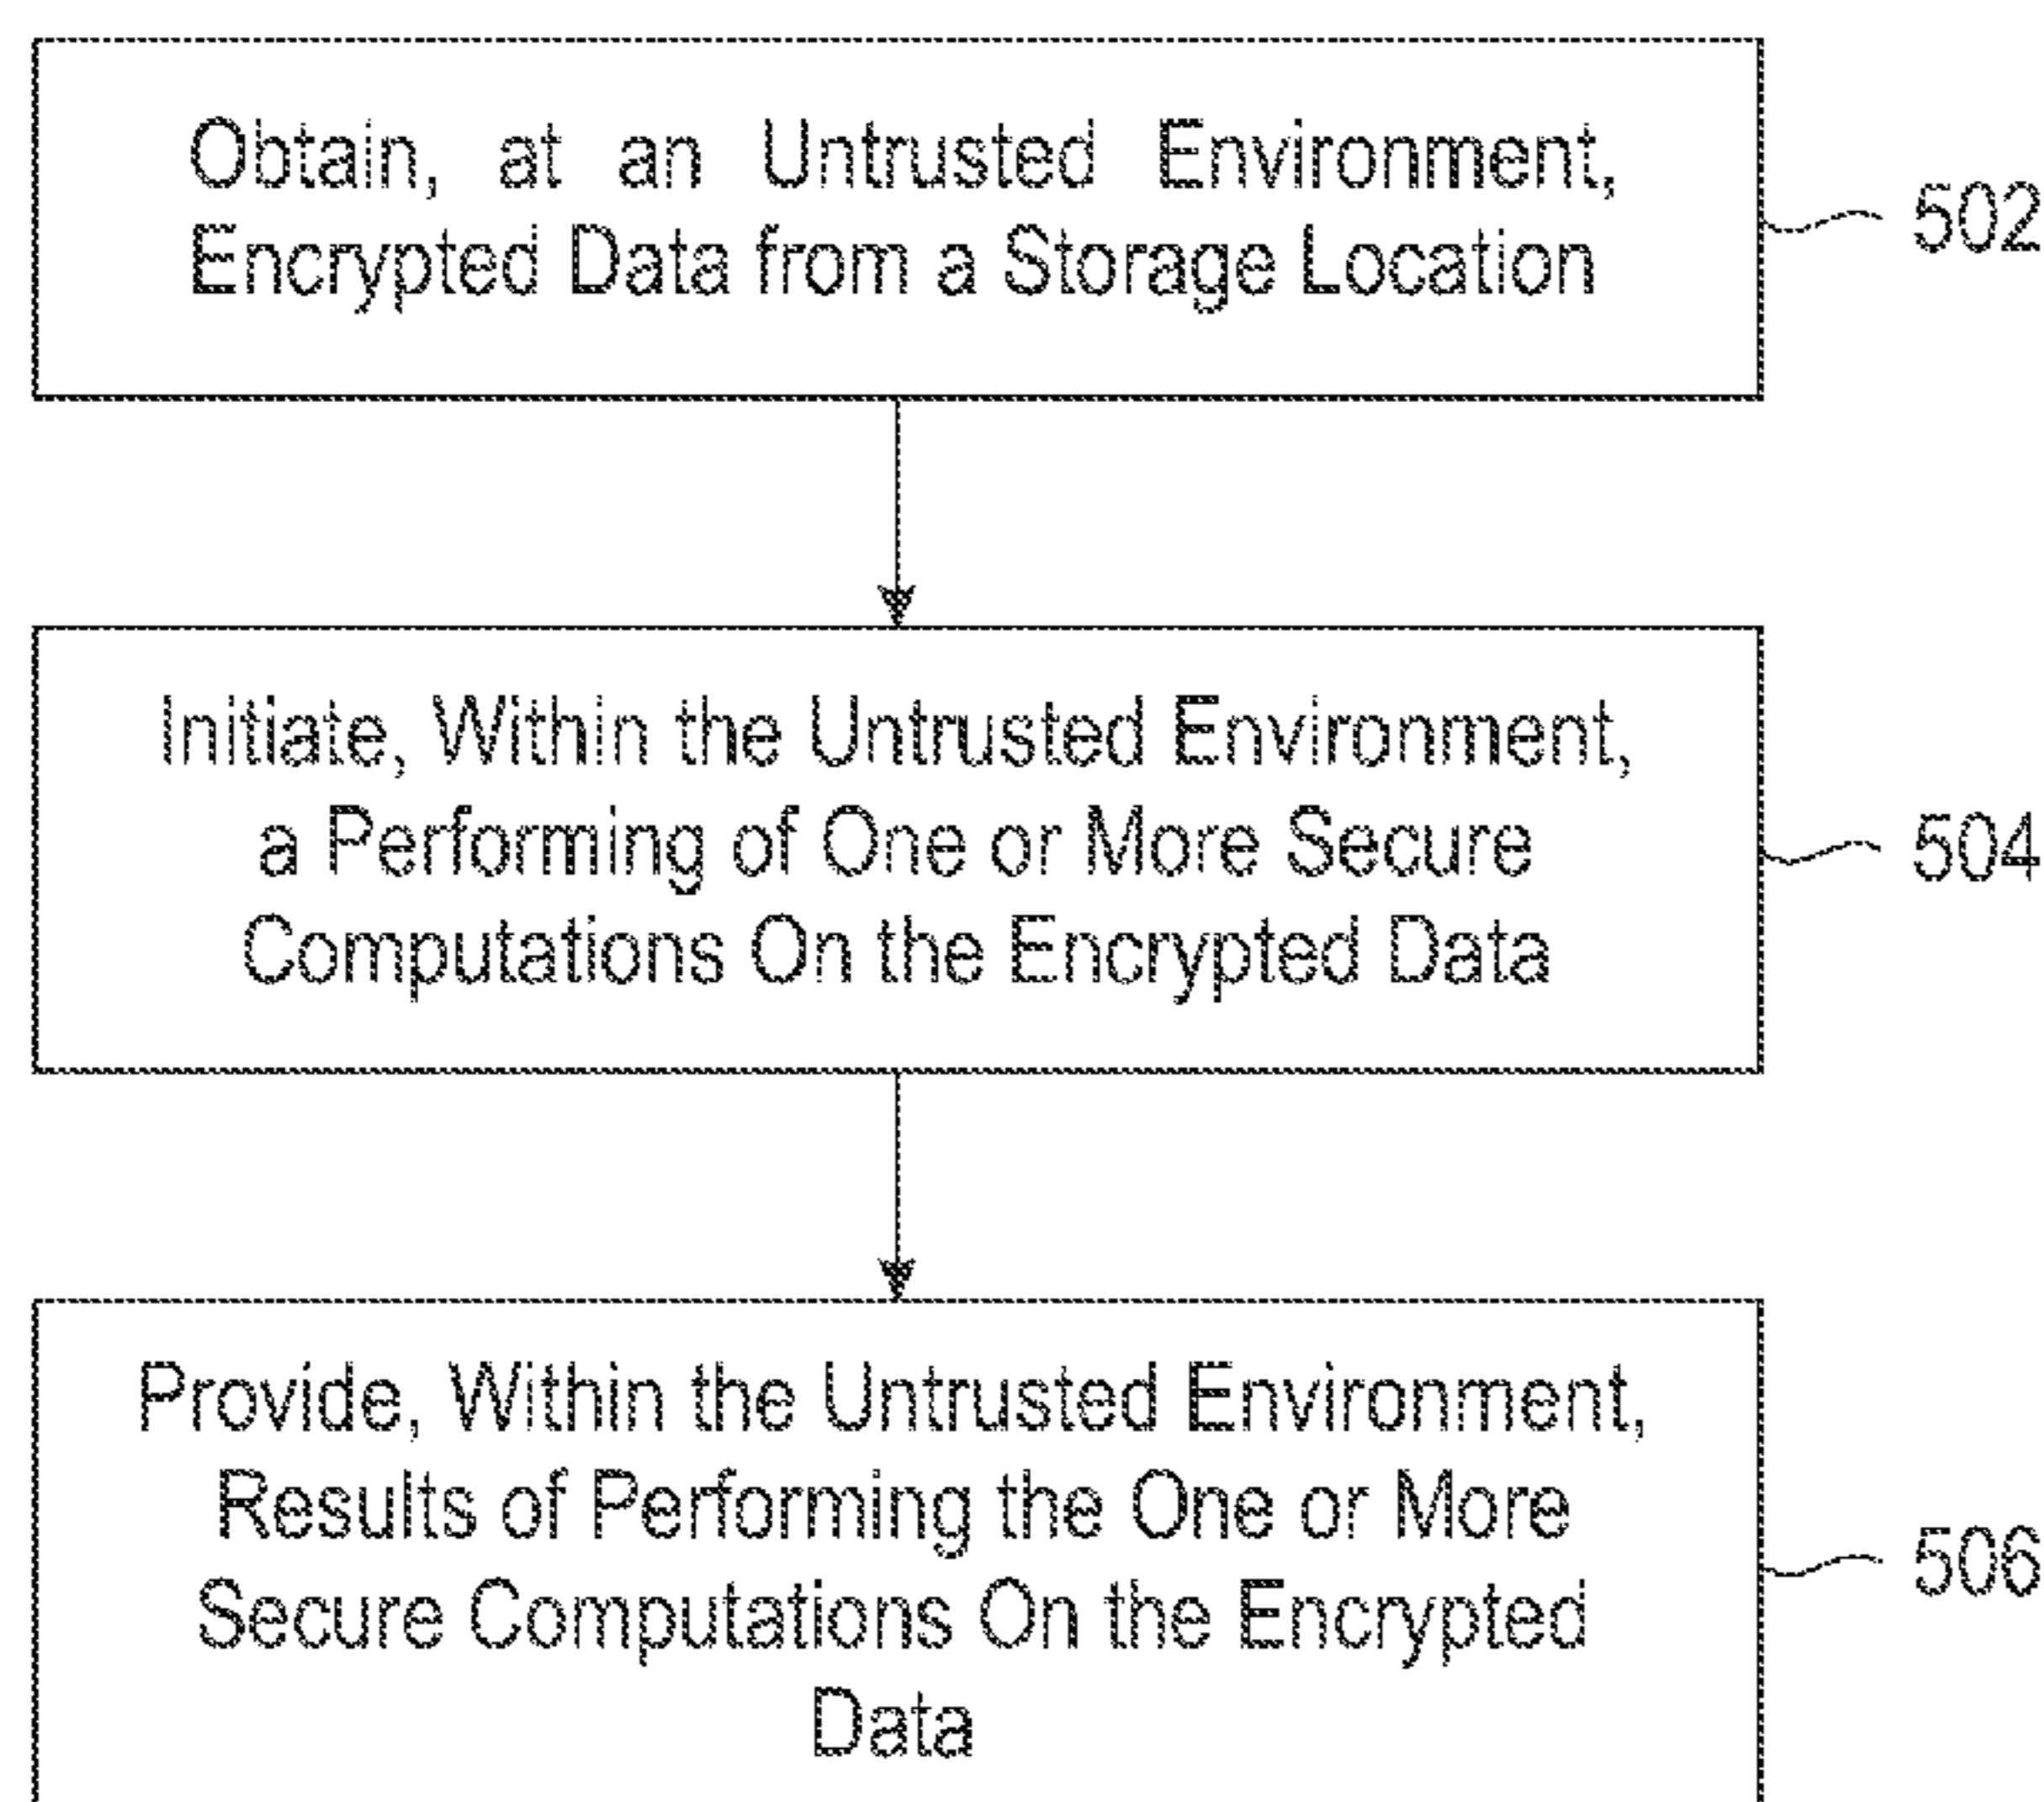 Obtain, at an Untrusted Environment,
Encrypted Data from a Storage Location
502
Initiate, Within the Untrusted Environment,
a Performing of One or More Secure
Computations On the Encrypted Data
504
Provide, Within the Untrusted Environment,
Results of Performing the One or More
Secure Computations On the Encrypted
Data
506